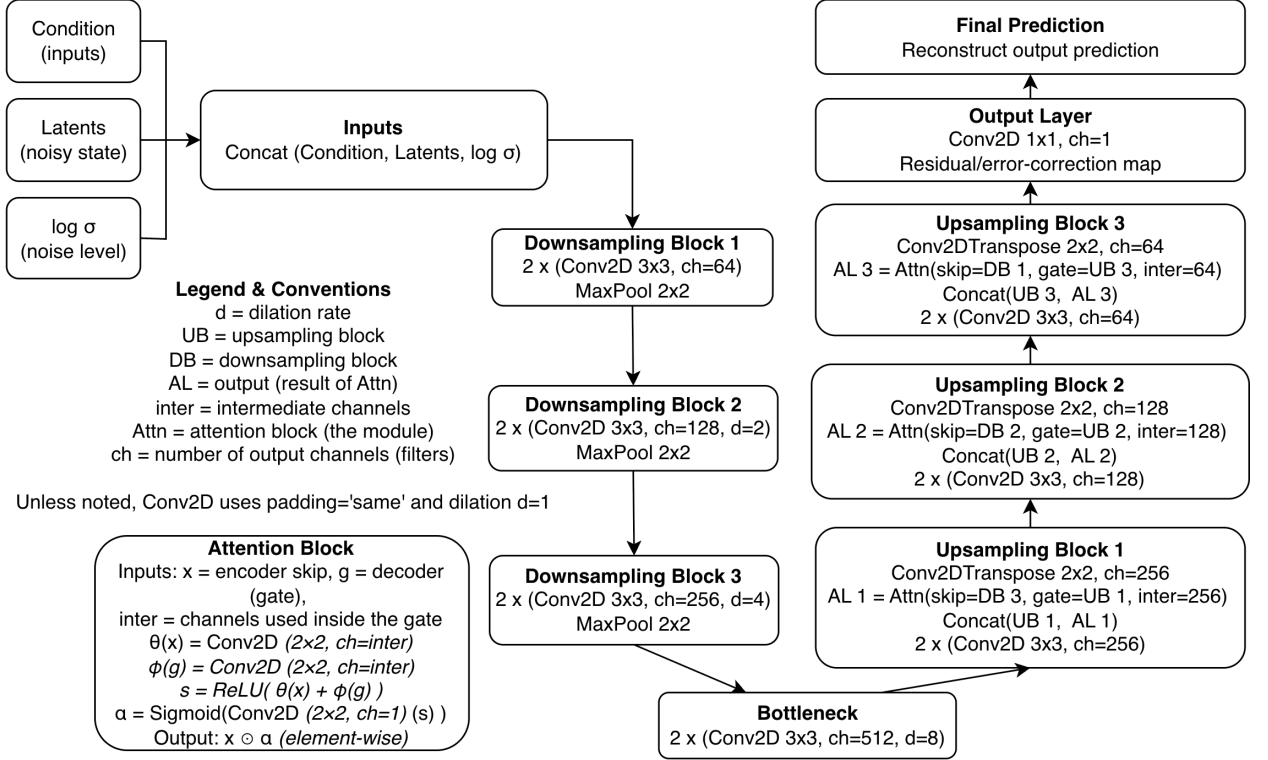 Condition
(inputs)
Latents
(noisy state)
log σ
(noise level)
Inputs
Concat (Condition, Latents, log σ)
Legend & Conventions
d = dilation rate
UB = upsampling block
DB = downsampling block
AL = output (result of Attn)
inter = intermediate channels
Attn = attention block (the module)
ch = number of output channels (filters)
Unless noted, Conv2D uses padding='same' and dilation d=1
Attention Block
Inputs: x = encoder skip, g = decoder
(gate),
inter = channels used inside the gate
θ(x) = Conv2D (2×2, ch=inter)
ϕ(g) = Conv2D (2×2, ch=inter)
s = ReLU( θ(x) + ϕ(g) )
α = Sigmoid(Conv2D (2×2, ch=1) (s) )
Output: x ⊙ α (element-wise)
Downsampling Block 1
2 x (Conv2D 3x3, ch=64)
MaxPool 2x2
Downsampling Block 2
2 x (Conv2D 3x3, ch=128, d=2)
MaxPool 2x2
Downsampling Block 3
2 x (Conv2D 3x3, ch=256, d=4)
MaxPool 2x2
Bottleneck
2 x (Conv2D 3x3, ch=512, d=8)
Final Prediction
Reconstruct output prediction
Output Layer
Conv2D 1x1, ch=1
Residual/error-correction map
Upsampling Block 3
Conv2DTranspose 2x2, ch=64
AL 3 = Attn(skip=DB 1, gate=UB 3, inter=64)
Concat(UB 3, AL 3)
2 x (Conv2D 3x3, ch=64)
Upsampling Block 2
Conv2DTranspose 2x2, ch=128
AL 2 = Attn(skip=DB 2, gate=UB 2, inter=128)
Concat(UB 2, AL 2)
2 x (Conv2D 3x3, ch=128)
Upsampling Block 1
Conv2DTranspose 2x2, ch=256
AL 1 = Attn(skip=DB 3, gate=UB 1, inter=256)
Concat(UB 1, AL 1)
2 x (Conv2D 3x3, ch=256)